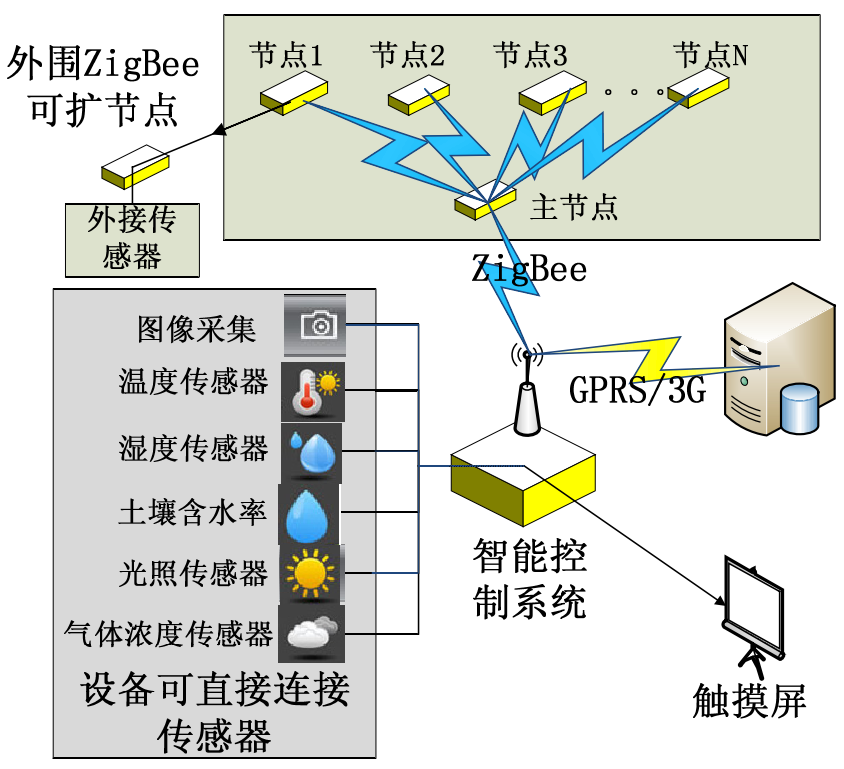 节点1
节点2
节点3
节点N
外围ZigBee
可扩节点
主节点
外接传
感器
ZigBee
图像采集
温度传感器
GPRS/3G
湿度传感器
土壤含水率
智能控
制系统
光照传感器
气体浓度传感器
设备可直接连接
传感器
触摸屏